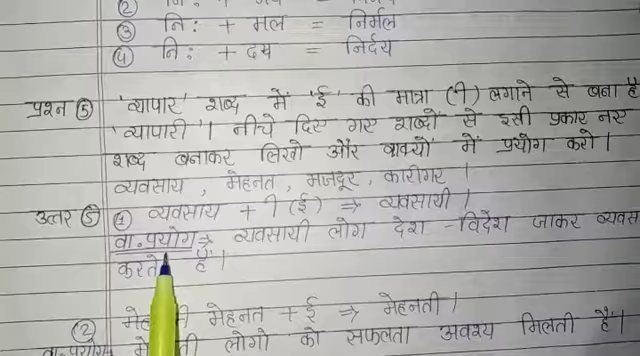 ③ नि: + मल = निर्मल
④ नि: + दय = निर्दय
प्रश्न ⑤ 'व्यापार' शब्द में 'ई' की मात्रा (ी) लगाने से बना है
'व्यापारी'। नीचे दिए गए शब्दों से इसी प्रकार नए
शब्द बनाकर लिखो और वाक्यों में प्रयोग करो।
व्यवसाय, मेहनत, मजदूर, कारीगर।
उत्तर ⑤ ① व्यवसाय + ी (ई) ⇒ व्यवसायी।
वा. प्रयोग ⇒ व्यवसायी लोग देश - विदेश जाकर व्यवसा
करते हैं।
② मेहनत + ई ⇒ मेहनती।
वा. प्रयोग लोगो को सफलता अवश्य मिलती हैं।